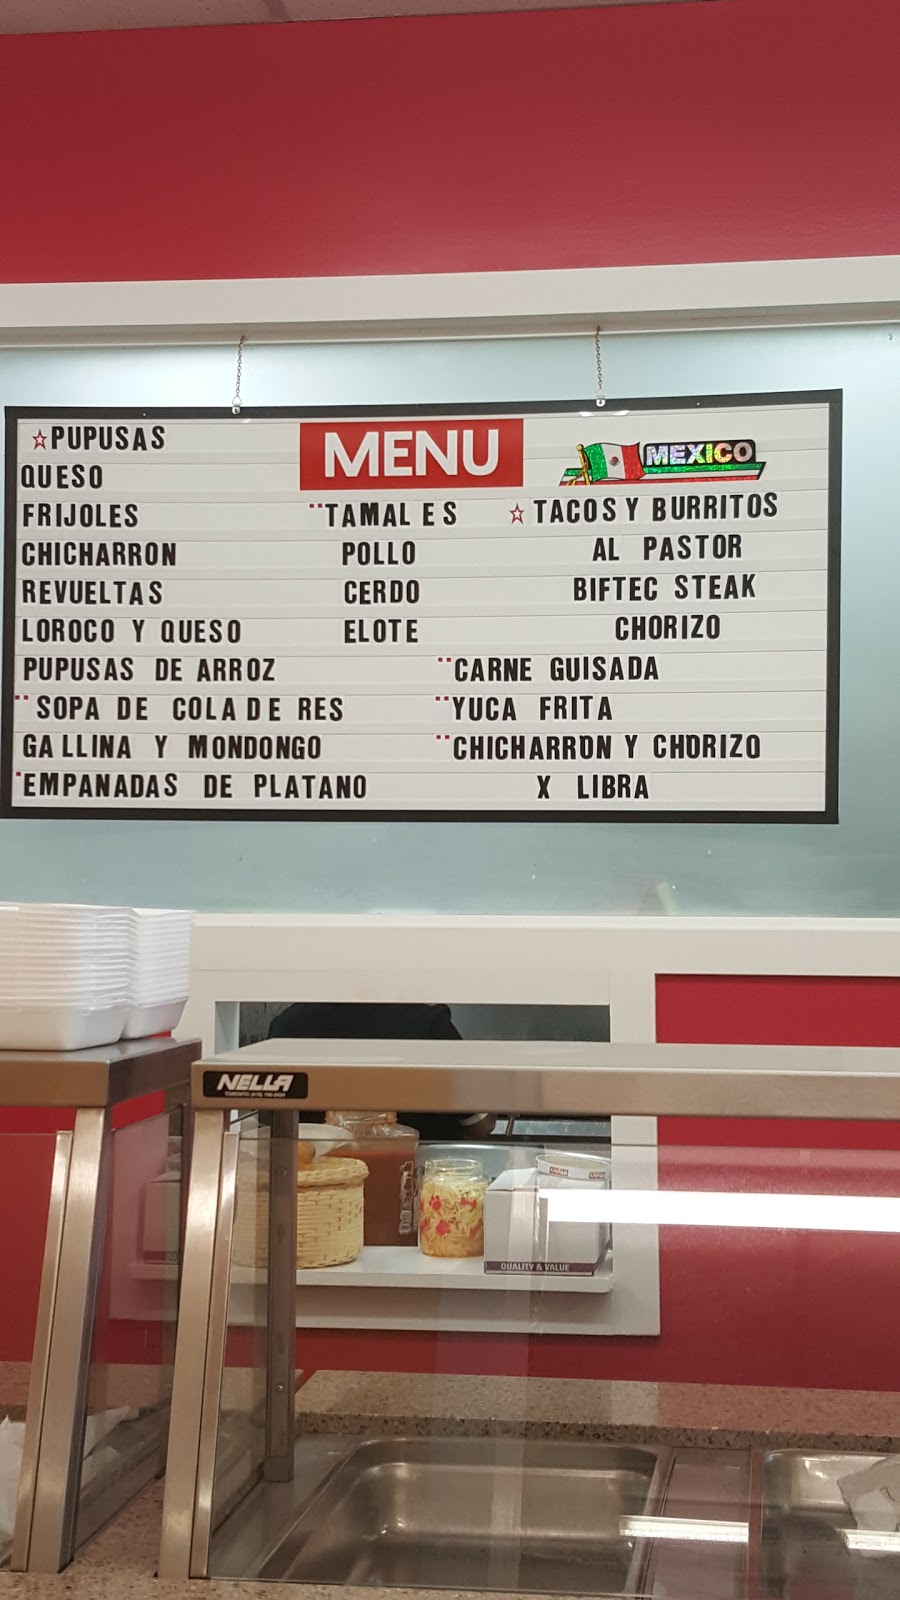 PUPUSAS
QUESO
FRIJOLES
CHICHARRON
REVUELTAS
LOROCO Y QUESO
PUPUSAS DE ARROZ
SOPA DE COLA DE RES
GALLINA Y MONDONGO
EMPANADAS DE PLATANO
MENU
TAMALES
POLLO
CERDO
ELOTE
MEXICO
TACOS Y BURRITOS
AL PASTOR
BIFTEC STEAK
CHORIZO
CARNE GUISADA
YUCA FRITA
CHICHARRON Y CHORIZO
X LIBRA
NELLA
QUALITY & VALUE